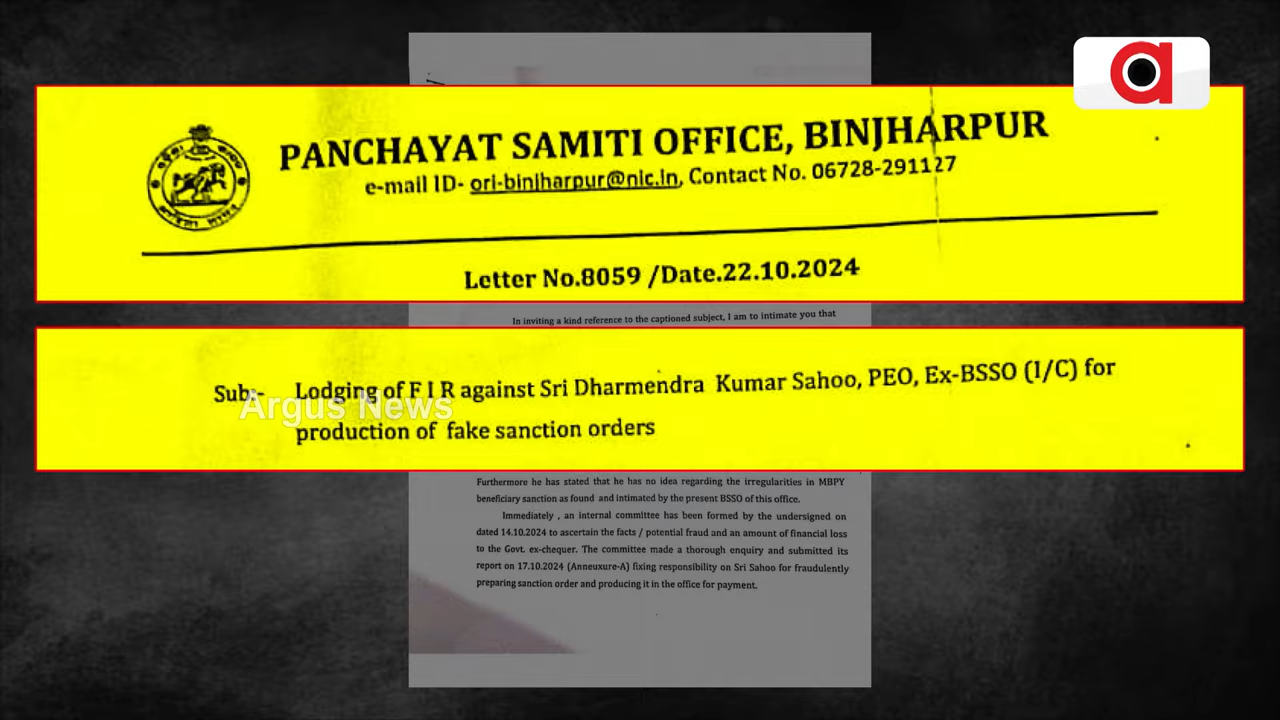 a
PANCHAYAT SAMITI OFFICE, BINJHARPUR
e-mail ID- ori-binjharpur@nic.in, Contact No. 06728-291127
Letter No.8059 /Date.22.10.2024
In inviting a kind reference to the captioned subject, I am to intimate you that
Sub:- Lodging of F I R against Sri Dharmendra Kumar Sahoo, PEO, Ex-BSSO (I/C) for
Argus News
production of fake sanction orders
Furthermore he has stated that he has no idea regarding the irregularities in MBPY
beneficiary sanction as found and intimated by the present BSSO of this office.
Immediately , an internal committee has been formed by the undersigned on
dated 14.10.2024 to ascertain the facts / potential fraud and an amount of financial loss
to the Govt. ex-chequer. The committee made a thorough enquiry and submitted its
report on 17.10.2024 (Anneuxure-A) fixing responsibility on Sri Sahoo for fraudulently
preparing sanction order and producing it in the office for payment.